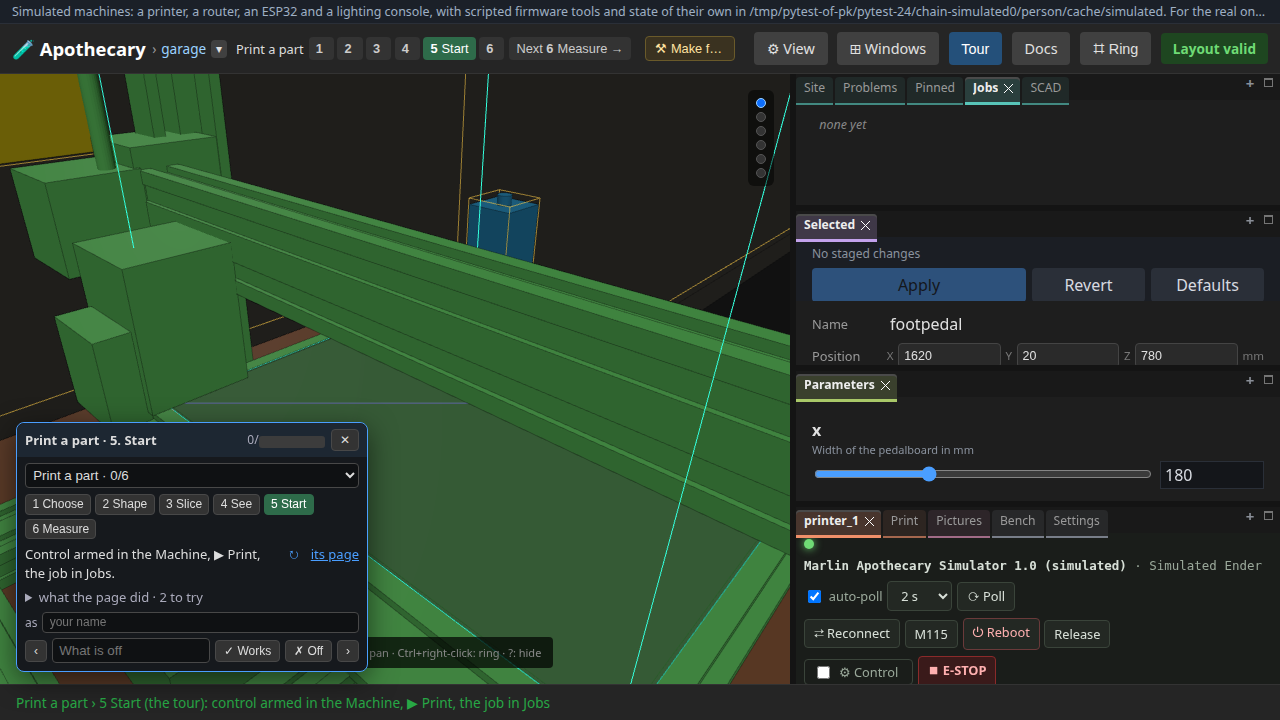 Simulated machines: a printer, a router, an ESP32 and a lighting console, with scripted firmware tools and state of their own in /tmp/pytest-of-pk/pytest-24/chain-simulated0/person/cache/simulated. For the real on...
Apothecary › garage ▾ Print a part 1 2 3 4 5 Start 6 Next 6 Measure → ⚒ Make f... ⚙ View ⊞ Windows Tour Docs ⌗ Ring Layout valid
Site Problems Pinned Jobs SCAD
none yet
Selected
No staged changes
Apply Revert Defaults
Name footpedal
Position X 1620 Y 20 Z 780 mm
Parameters
x
Width of the pedalboard in mm
180
printer_1 Print Pictures Bench Settings
Marlin Apothecary Simulator 1.0 (simulated) · Simulated Ender
auto-poll 2 s ⟳ Poll
⇄ Reconnect M115 ⏻ Reboot Release
⚙ Control ■ E-STOP
Print a part · 5. Start 0/ ✕
Print a part · 0/6
1 Choose 2 Shape 3 Slice 4 See 5 Start
6 Measure
Control armed in the Machine, ▶ Print, ↻ its page
the job in Jobs.
▶ what the page did · 2 to try
as your name
‹ What is off ✓ Works ✗ Off ›
pan · Ctrl+right-click: ring · ?: hide
Print a part › 5 Start (the tour): control armed in the Machine, ▶ Print, the job in Jobs